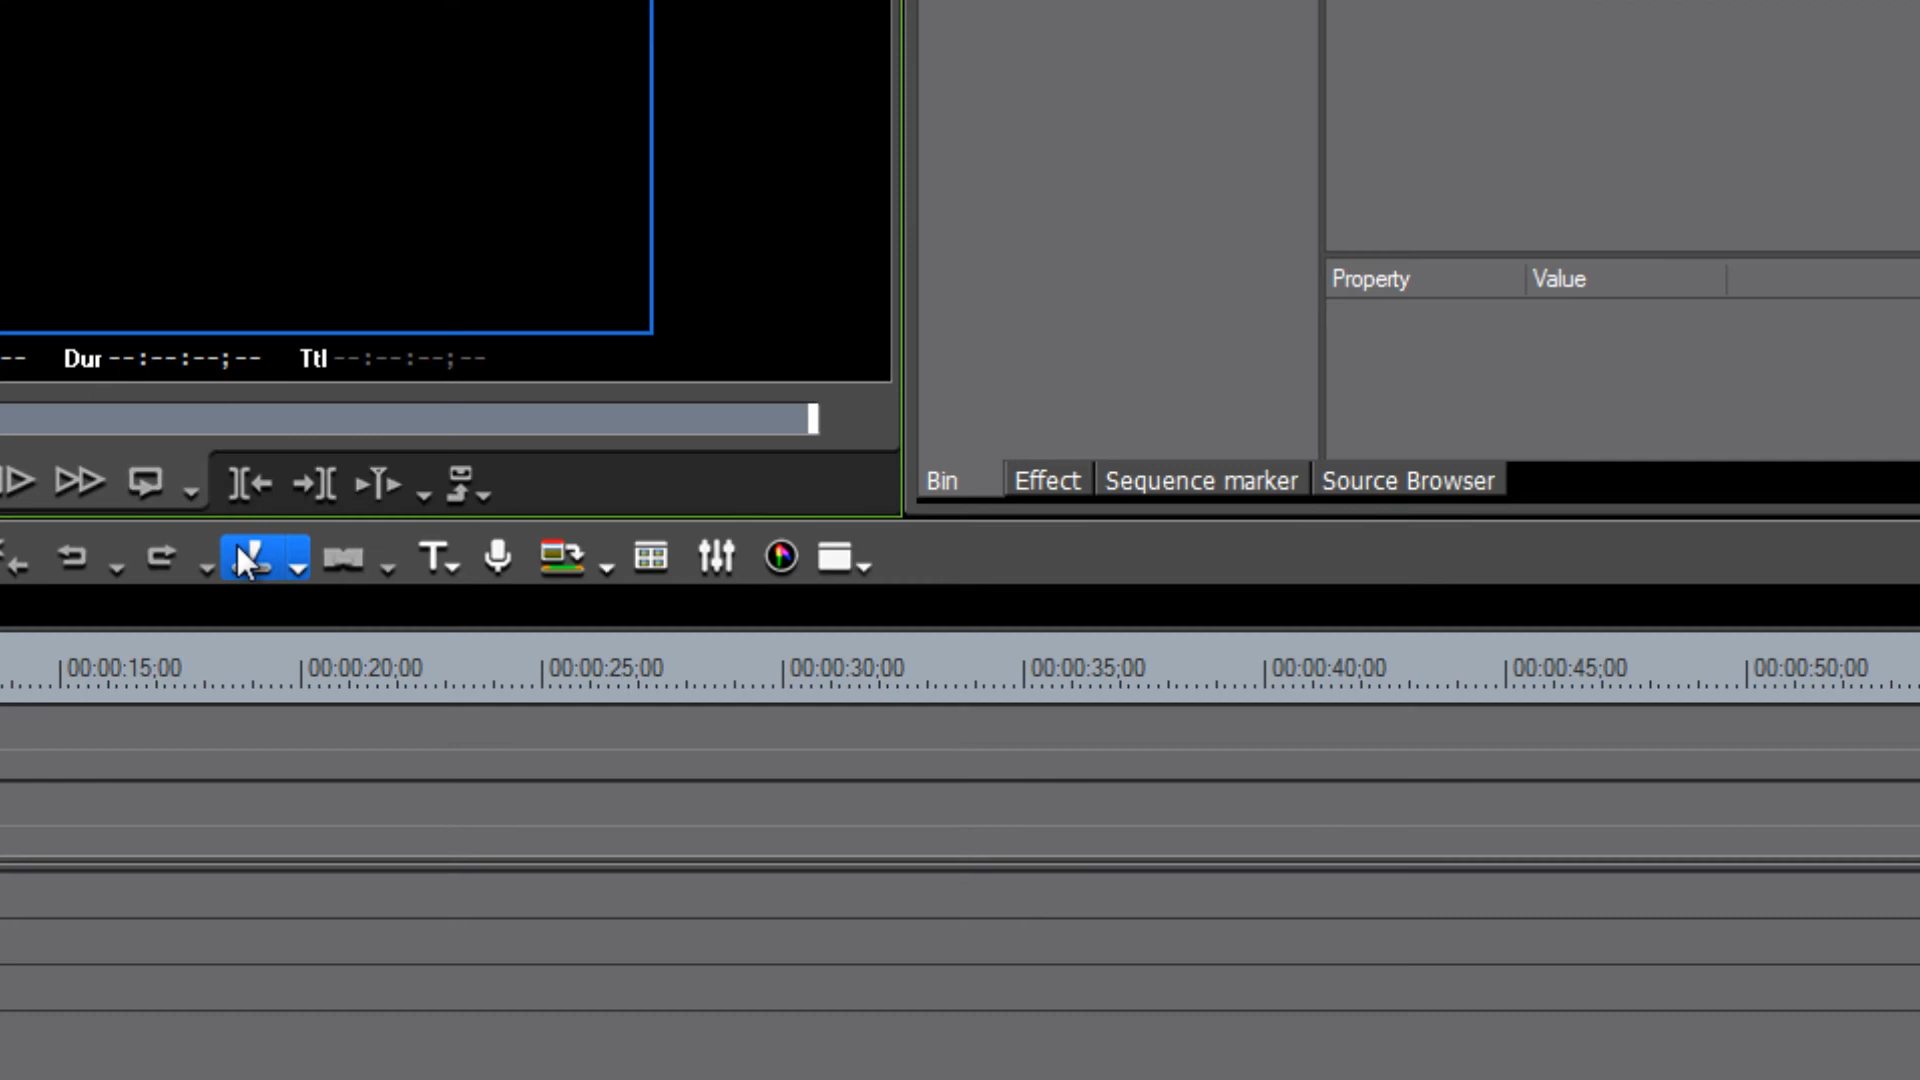 Property Value
-- Dur --:--:--;-- Ttl --:--:--;--
Bin Effect Sequence marker Source Browser
T
00:00:15;00 00:00:20;00 00:00:25;00 00:00:30;00 00:00:35;00 00:00:40;00 00:00:45;00 00:00:50;00